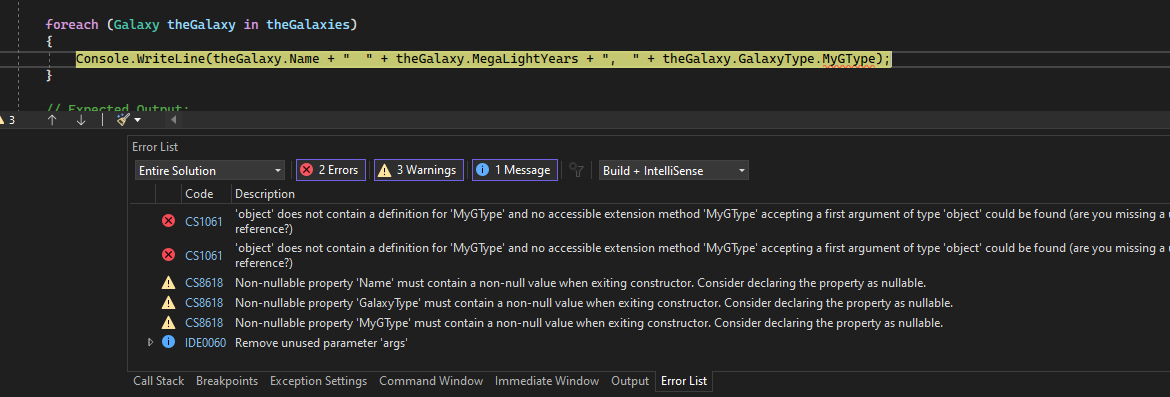 foreach (Galaxy theGalaxy in theGalaxies)
{
Console.WriteLine(theGalaxy.Name + "  " + theGalaxy.MegaLightYears + ",  " + theGalaxy.GalaxyType.MyGType);
}
// Expected Output:
3
Error List
Entire Solution
2 Errors
3 Warnings
1 Message
Build + IntelliSense
Code
Description
CS1061
'object' does not contain a definition for 'MyGType' and no accessible extension method 'MyGType' accepting a first argument of type 'object' could be found (are you missing a
reference?)
CS1061
'object' does not contain a definition for 'MyGType' and no accessible extension method 'MyGType' accepting a first argument of type 'object' could be found (are you missing a
reference?)
CS8618 Non-nullable property 'Name' must contain a non-null value when exiting constructor. Consider declaring the property as nullable.
CS8618 Non-nullable property 'GalaxyType' must contain a non-null value when exiting constructor. Consider declaring the property as nullable.
CS8618 Non-nullable property 'MyGType' must contain a non-null value when exiting constructor. Consider declaring the property as nullable.
IDE0060 Remove unused parameter 'args'
Call Stack Breakpoints Exception Settings Command Window Immediate Window Output Error List